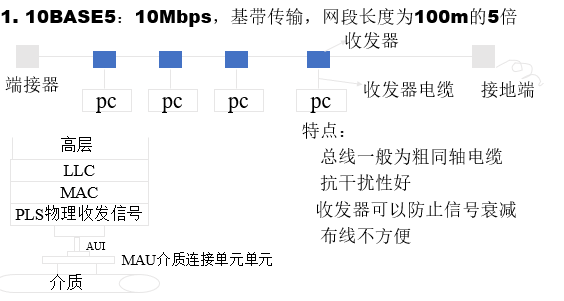 1. 10BASE5：10Mbps，基带传输，网段长度为100m的5倍
收发器
端接器
pc pc pc pc
收发器电缆 接地端
特点：
总线一般为粗同轴电缆
抗干扰性好
收发器可以防止信号衰减
布线不方便
高层
LLC
MAC
PLS物理收发信号
AUI
MAU介质连接单元单元
介质